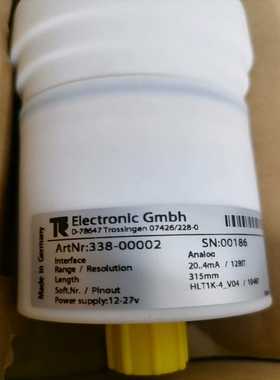 TR Electronic Gmbh
D-78647 Trossingen 07426/228-0
Made in Germany
ArtNr:338-00002 SN:00186
Interface Analog
Range / Resolution 20..4mA / 12BIT
Length 315mm
Soft.Nr. / Pinout HLT1K-4_V04 /
Power supply:12-27v